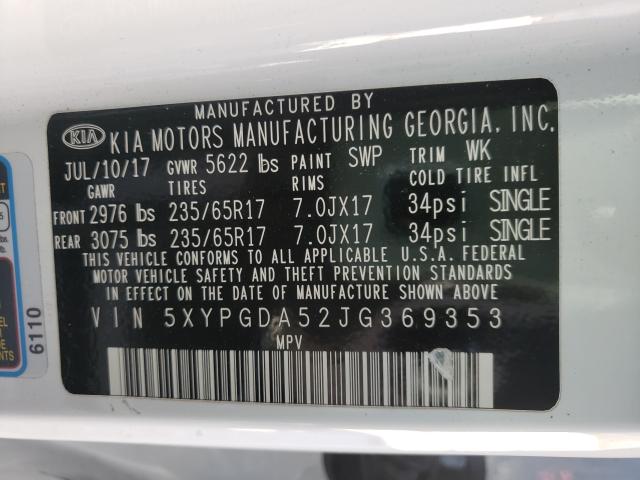 MANUFACTURED BY
KIA KIA MOTORS MANUFACTURING GEORGIA, INC.
JUL/10/17 GVWR 5622 lbs PAINT SWP TRIM WK
GAWR TIRES RIMS COLD TIRE INFL
FRONT 2976 lbs 235/65R17 7.0JX17 34psi SINGLE
REAR 3075 lbs 235/65R17 7.0JX17 34psi SINGLE
THIS VEHICLE CONFORMS TO ALL APPLICABLE U.S.A. FEDERAL
MOTOR VEHICLE SAFETY AND THEFT PREVENTION STANDARDS
IN EFFECT ON THE DATE OF MANUFACTURE SHOWN ABOVE
VIN 5XYPGDA52JG369353
MPV
6110